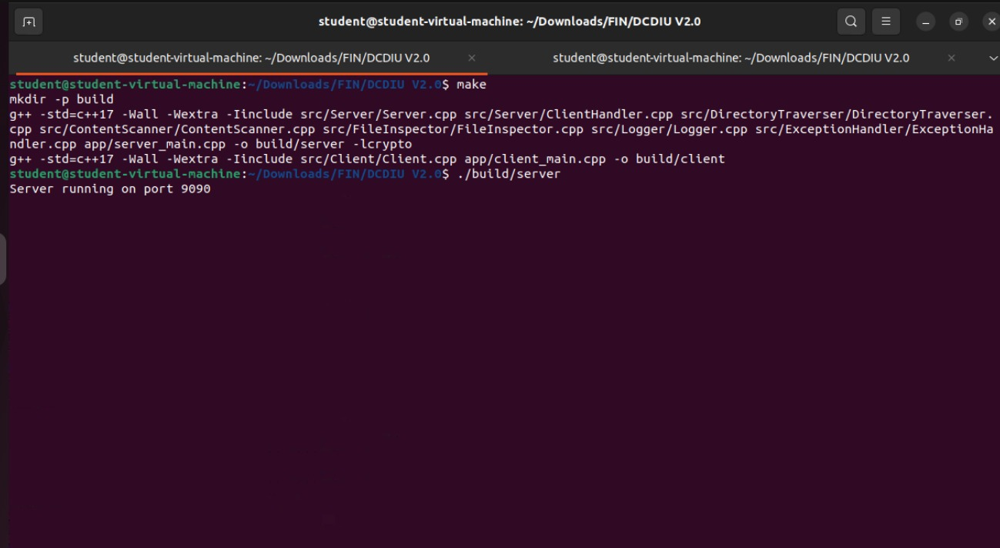 student@student-virtual-machine: ~/Downloads/FIN/DCDIU V2.0
student@student-virtual-machine: ~/Downloads/FIN/DCDIU V2.0
student@student-virtual-machine: ~/Downloads/FIN/DCDIU V2.0
student@student-virtual-machine:~/Downloads/FIN/DCDIU V2.0$ make
mkdir -p build
g++ -std=c++17 -Wall -Wextra -Iinclude src/Server/Server.cpp src/Server/ClientHandler.cpp src/DirectoryTraverser/DirectoryTraverser.
cpp src/ContentScanner/ContentScanner.cpp src/FileInspector/FileInspector.cpp src/Logger/Logger.cpp src/ExceptionHandler/ExceptionHa
ndler.cpp app/server_main.cpp -o build/server -lcrypto
g++ -std=c++17 -Wall -Wextra -Iinclude src/Client/Client.cpp app/client_main.cpp -o build/client
student@student-virtual-machine:~/Downloads/FIN/DCDIU V2.0$ ./build/server
Server running on port 9090